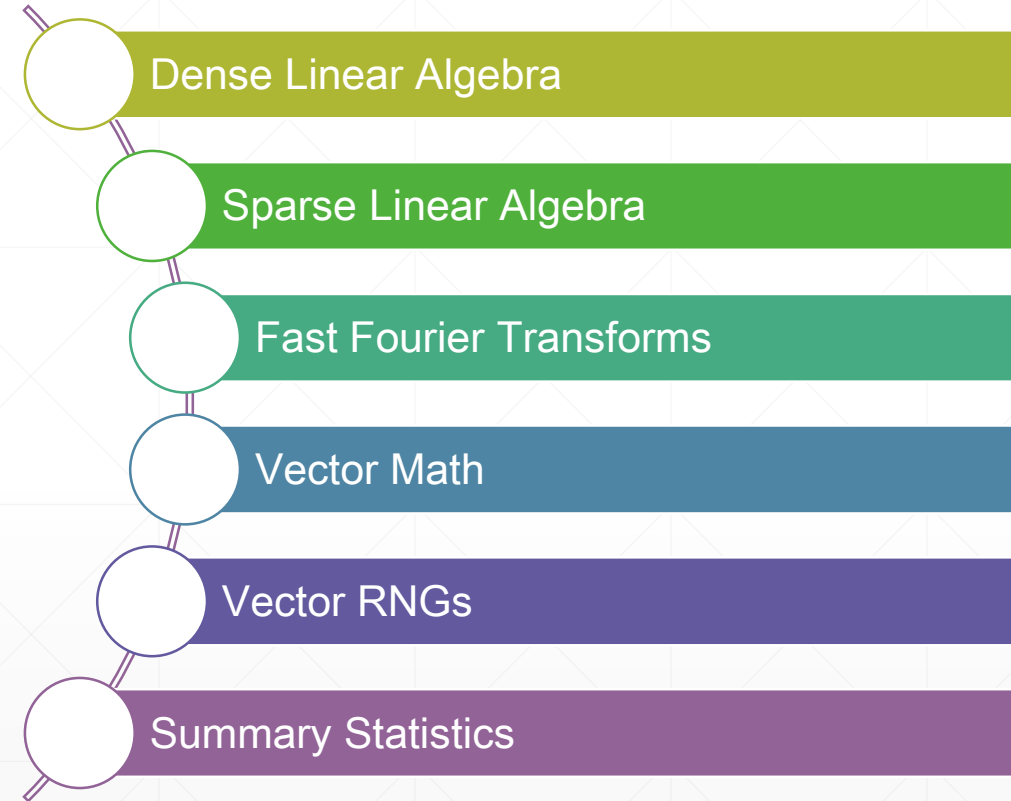 Dense Linear Algebra
Sparse Linear Algebra
Fast Fourier Transforms
Vector Math
Vector RNGs
Summary Statistics